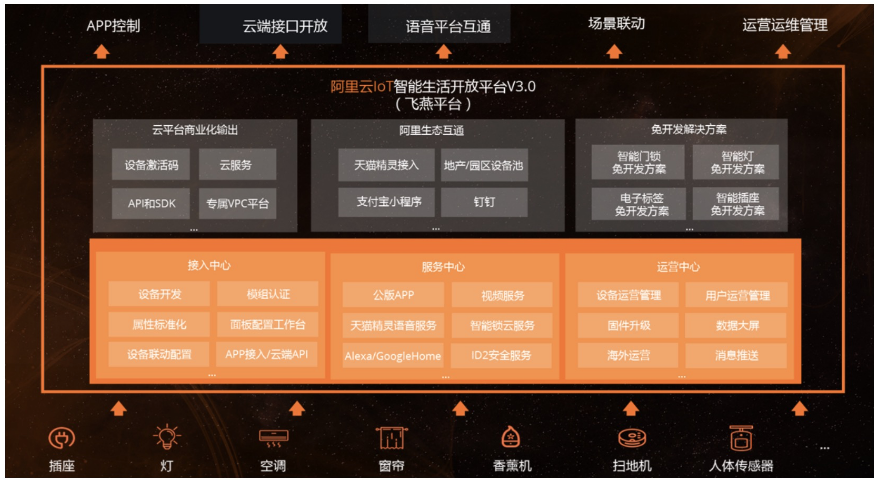 APP控制
云端接口开放
语音平台互通
场景联动
运营运维管理
阿里云IoT智能生活开放平台V3.0
（飞燕平台）
云平台商业化输出
阿里生态互通
免开发解决方案
设备激活码
云服务
天猫精灵接入
地产/园区设备池
智能门锁
免开发方案
智能灯
免开发方案
API和SDK
专属VPC平台
支付宝小程序
钉钉
电子标签
免开发方案
智能插座
免开发方案
...
...
...
接入中心
服务中心
运营中心
设备开发
模组认证
公版APP
视频服务
设备运营管理
用户运营管理
属性标准化
面板配置工作台
天猫精灵语音服务
智能锁云服务
固件升级
数据大屏
设备联动配置
APP接入/云端API
Alexa/GoogleHome
ID2安全服务
海外运营
消息推送
...
...
...
插座
灯
空调
窗帘
香薰机
扫地机
人体传感器
...